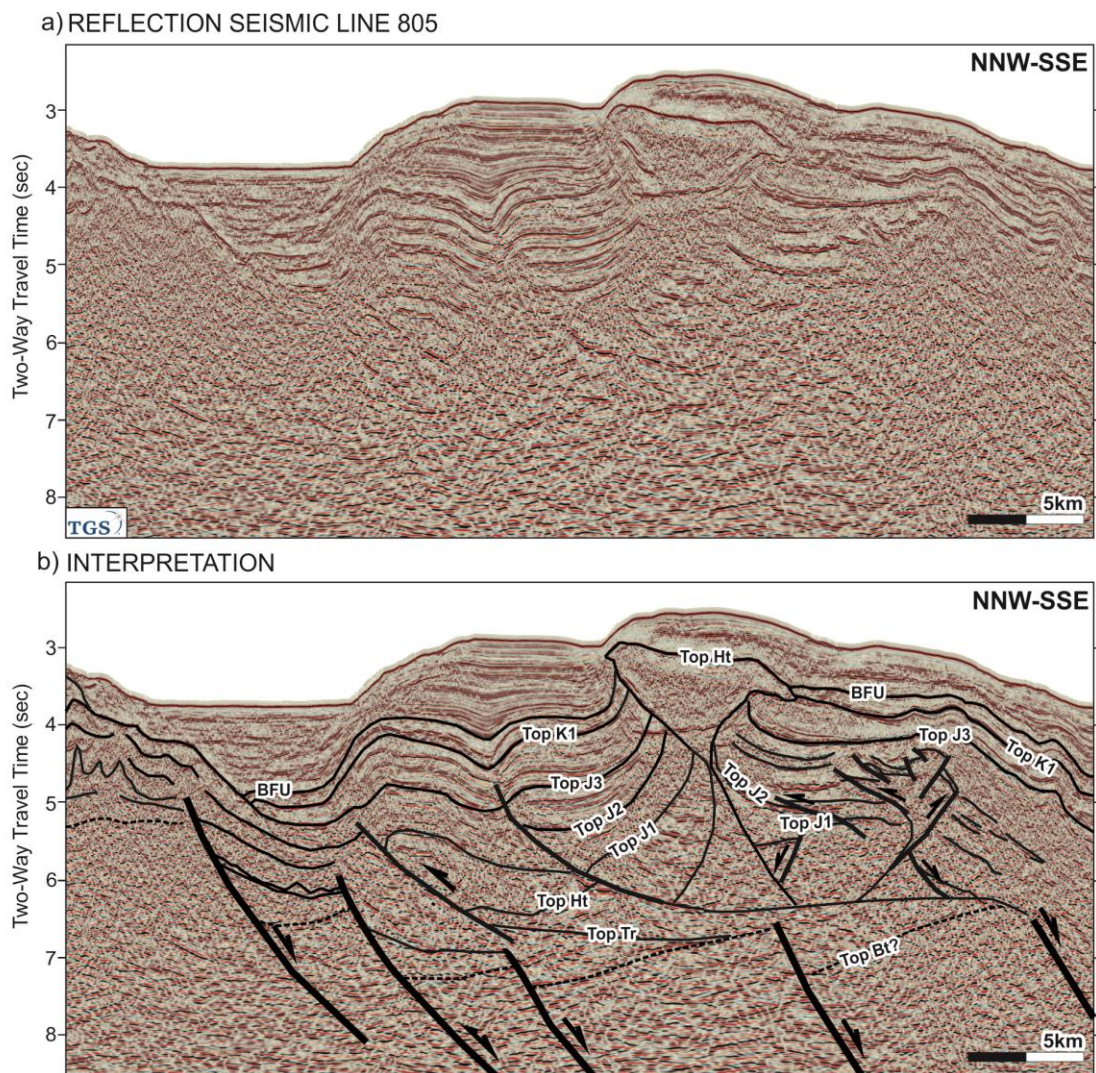 a) REFLECTION SEISMIC LINE 805
NNW-SSE
Two-Way Travel Time (sec)
3
4
5
6
7
8
TGS
5km
b) INTERPRETATION
NNW-SSE
Two-Way Travel Time (sec)
3
4
5
6
7
8
Top Ht
BFU
Top K1
Top J3
Top K1
Top J3
BFU
Top J2
Top J2
Top J1
Top J1
Top Ht
Top Tr
Top Bt?
5km